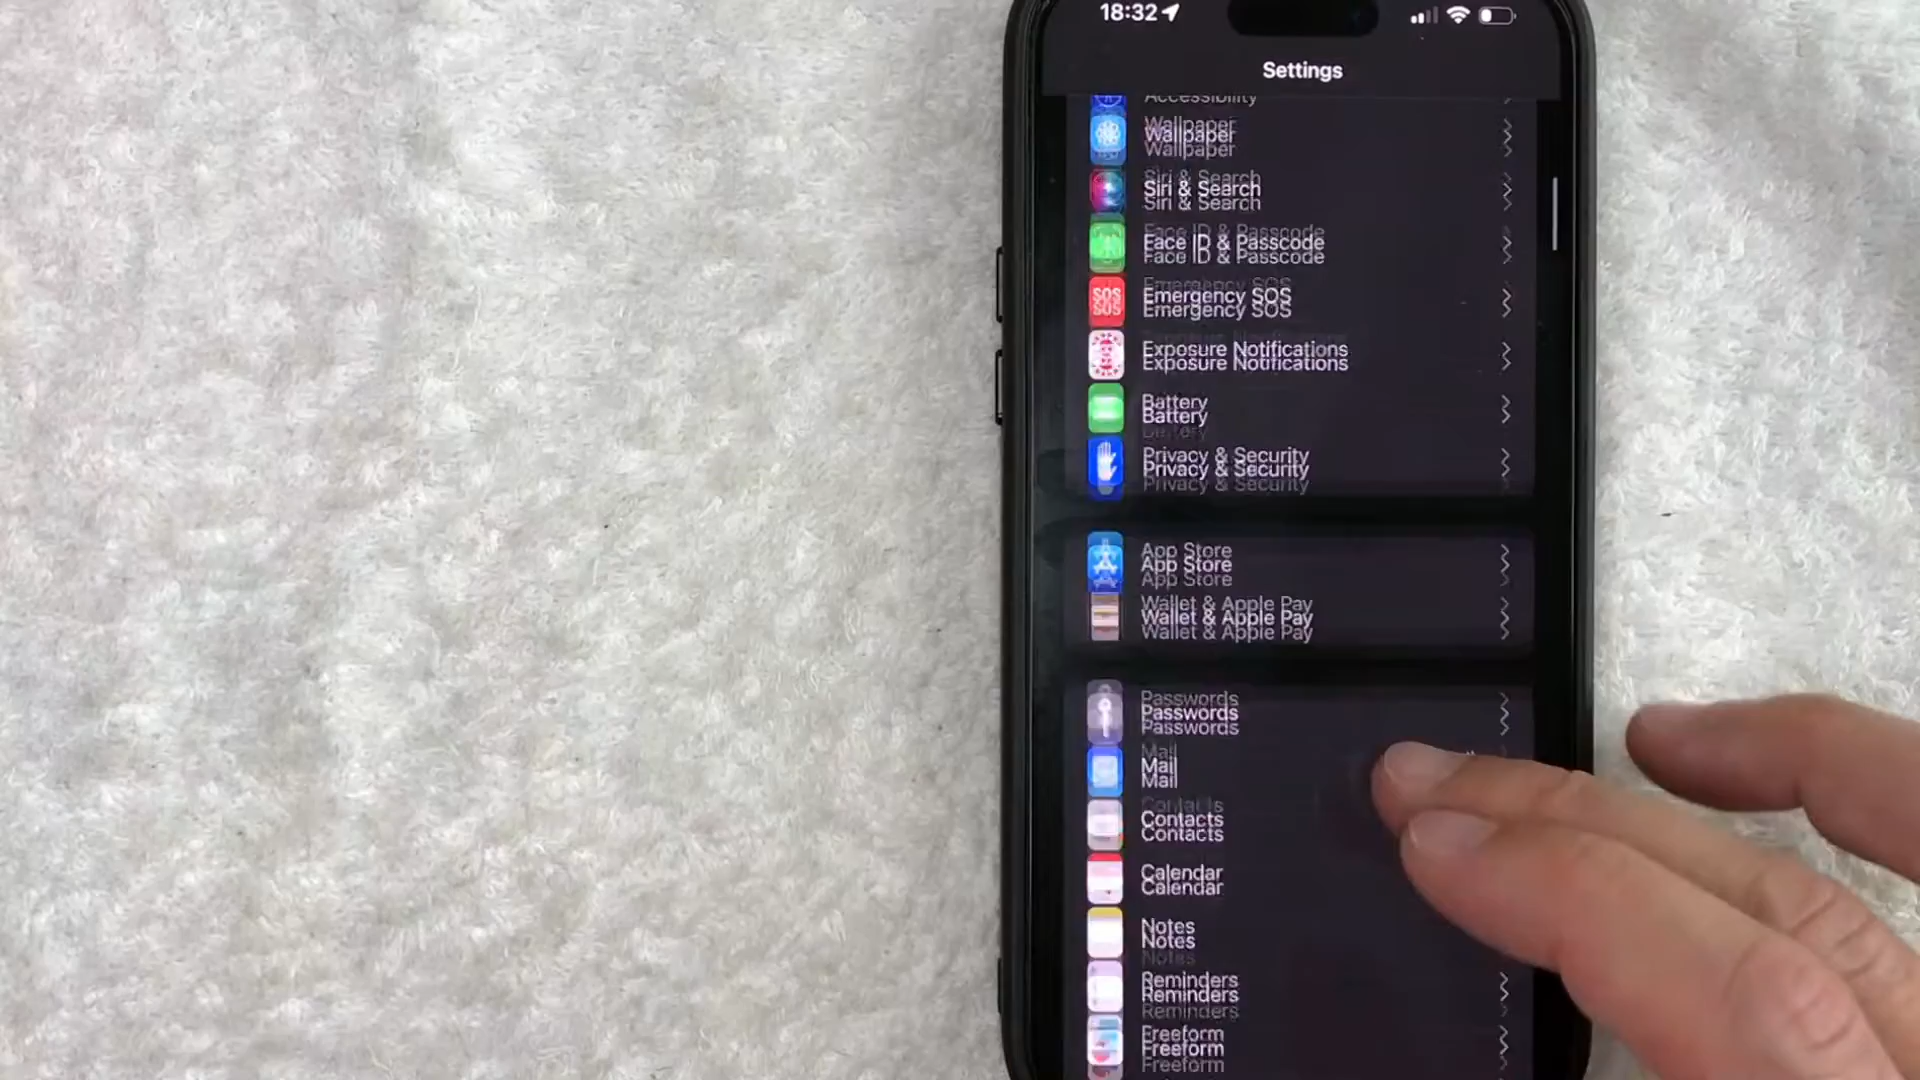 18:32
Settings
Accessibility
Wallpaper
Siri & Search
Face ID & Passcode
SOS
Emergency SOS
Exposure Notifications
Battery
Privacy & Security
App Store
Wallet & Apple Pay
Passwords
Mail
Contacts
Calendar
Notes
Reminders
Freeform